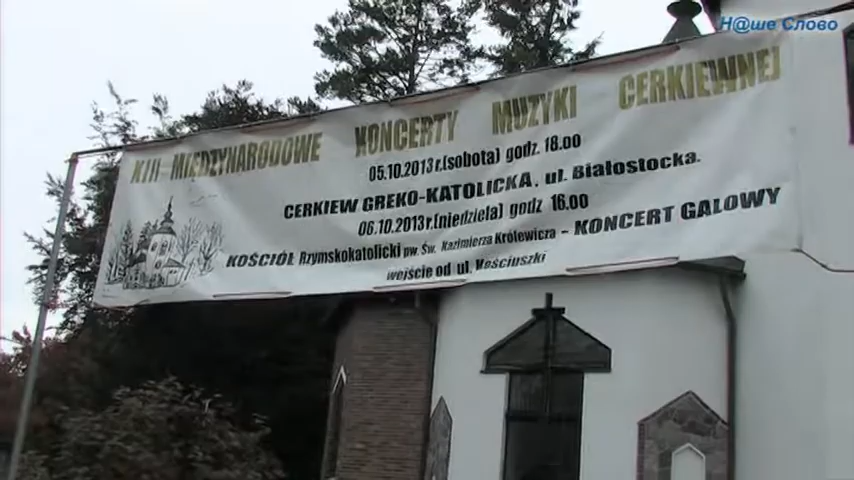 H@ше Слово
XVII MIĘDZYNARODOWE KONCERTY MUZYKI CERKIEWNEJ
05.10.2013 r.(sobota) godz. 18.00
CERKIEW GREKO-KATOLICKA, ul. Białostocka
06.10.2013 r.(niedziela) godz. 16.00
KOŚCIÓŁ Rzymskokatolicki pw. św. Kazimierza Królewicza - KONCERT GALOWY
wejście od ul. Kościuszki